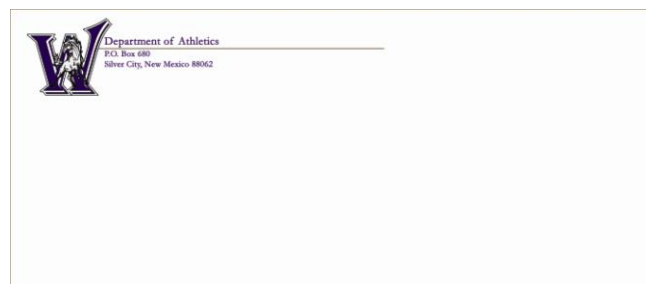 W
Department of Athletics
P.O. Box 680
Silver City, New Mexico 88062